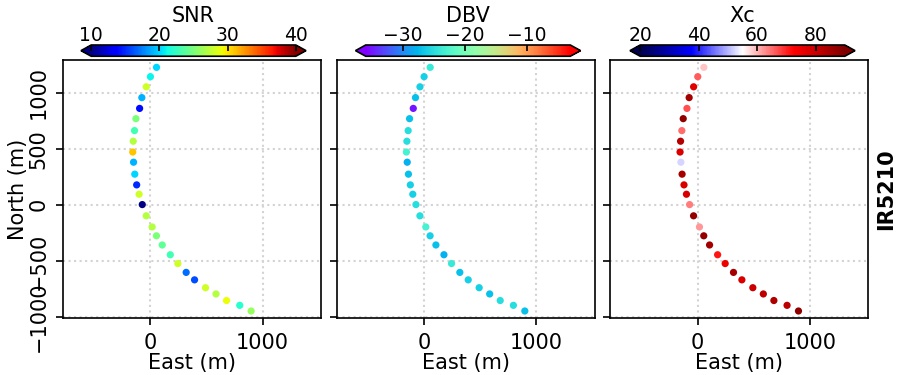 SNR
10 20 30 40
DBV
−30 −20 −10
Xc
20 40 60 80
North (m)
1000
500
0
−500
−1000
IR5210
0 1000
0 1000
0 1000
East (m)
East (m)
East (m)